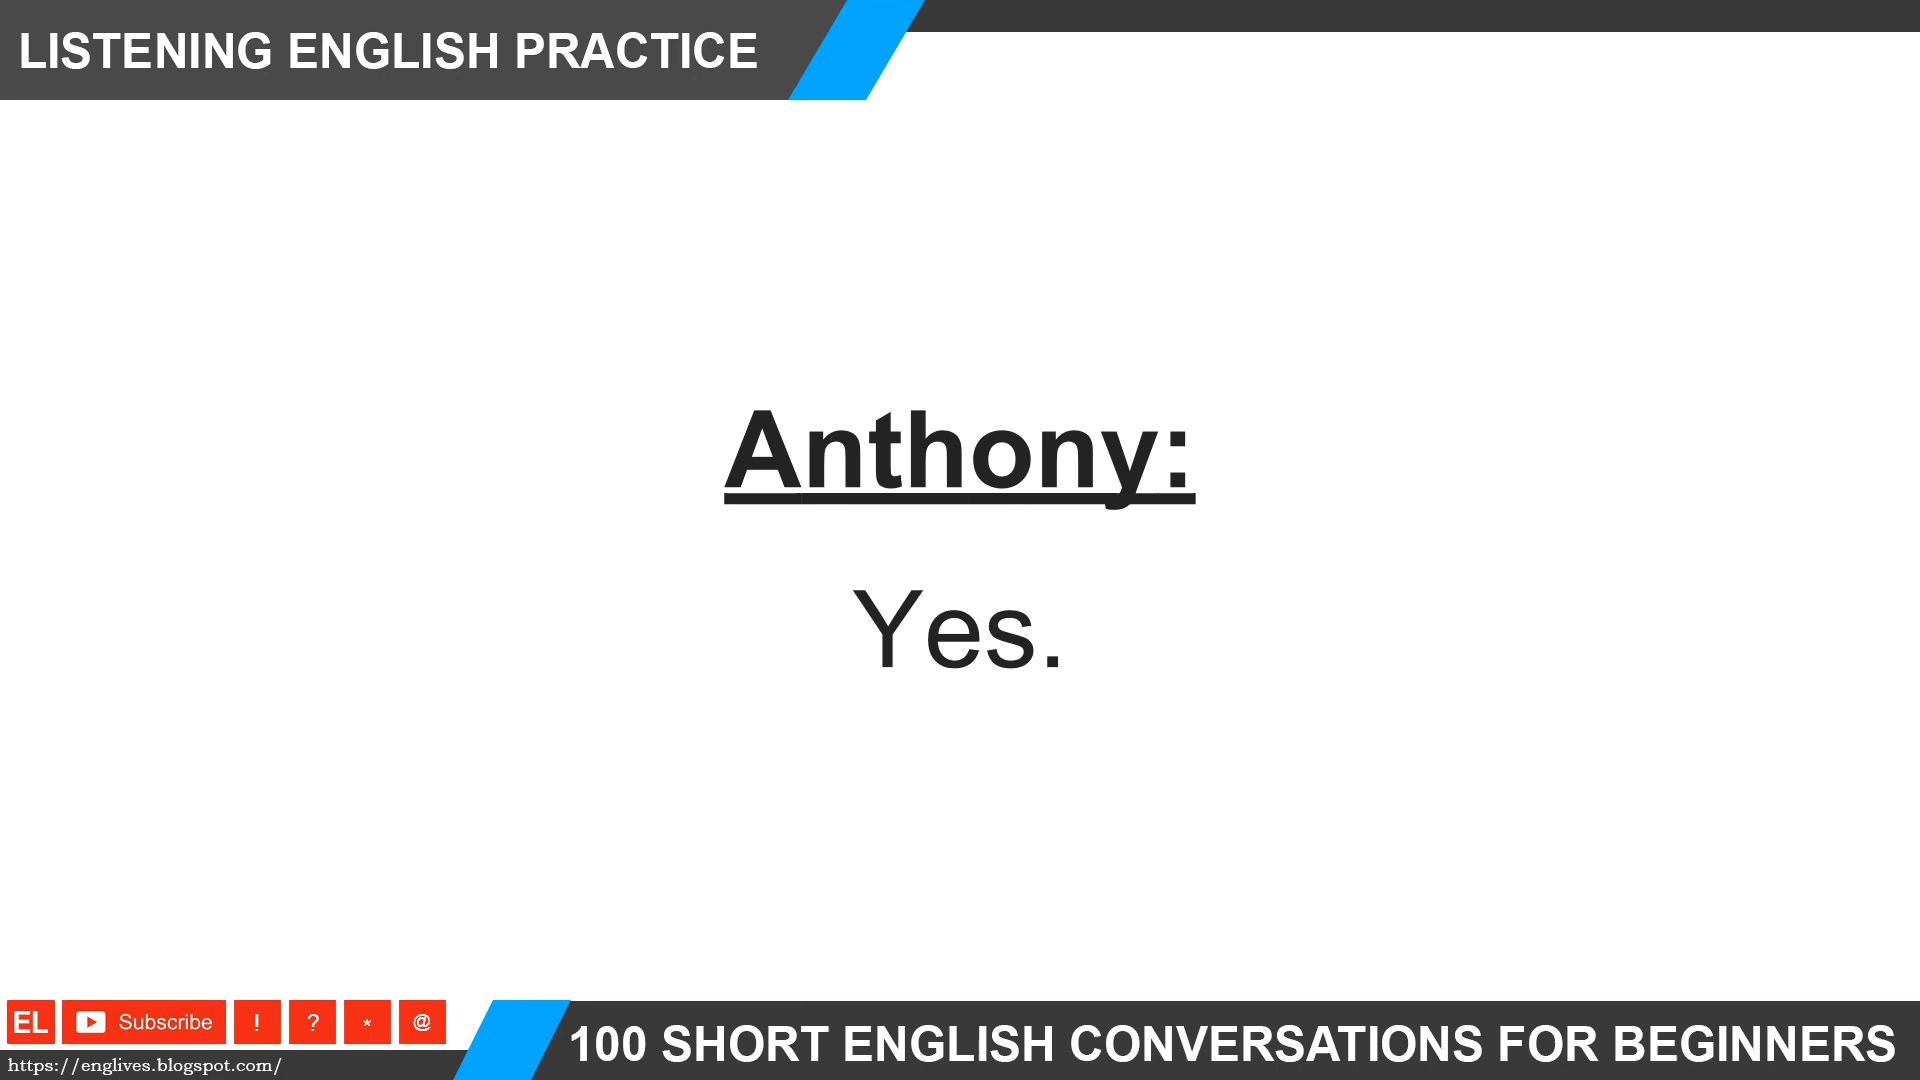 LISTENING ENGLISH PRACTICE
Anthony:
Yes.
EL Subscribe ! ? * @
https://englives.blogspot.com/
100 SHORT ENGLISH CONVERSATIONS FOR BEGINNERS